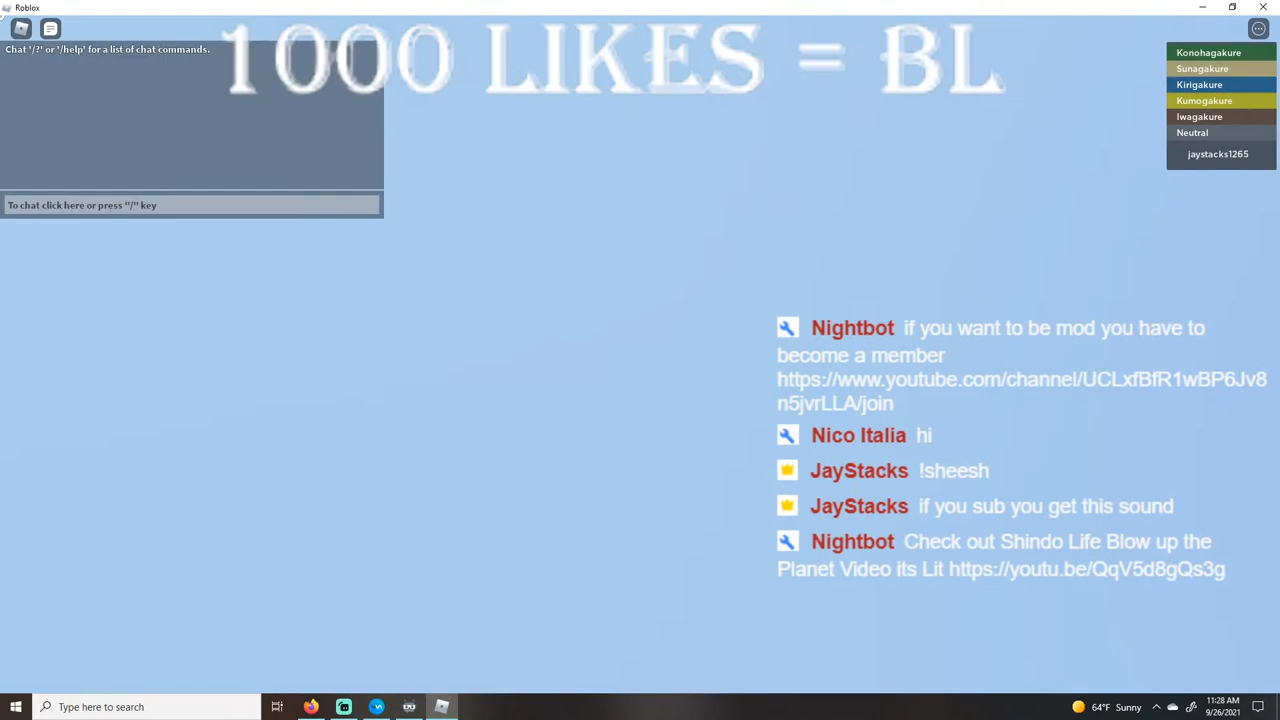 Roblox
1000 LIKES = BL
Chat '/?' or '/help' for a list of chat commands.
To chat click here or press "/" key
Konohagakure
Sunagakure
Kirigakure
Kumogakure
Iwagakure
Neutral
jaystacks1265
Nightbot if you want to be mod you have to
become a member
https://www.youtube.com/channel/UCLxfBfR1wBP6Jv8
n5jvrLLA/join
Nico Italia hi
JayStacks !sheesh
JayStacks if you sub you get this sound
Nightbot Check out Shindo Life Blow up the
Planet Video its Lit https://youtu.be/QqV5d8gQs3g
Type here to search
64°F Sunny
11:28 AM
9/26/2021